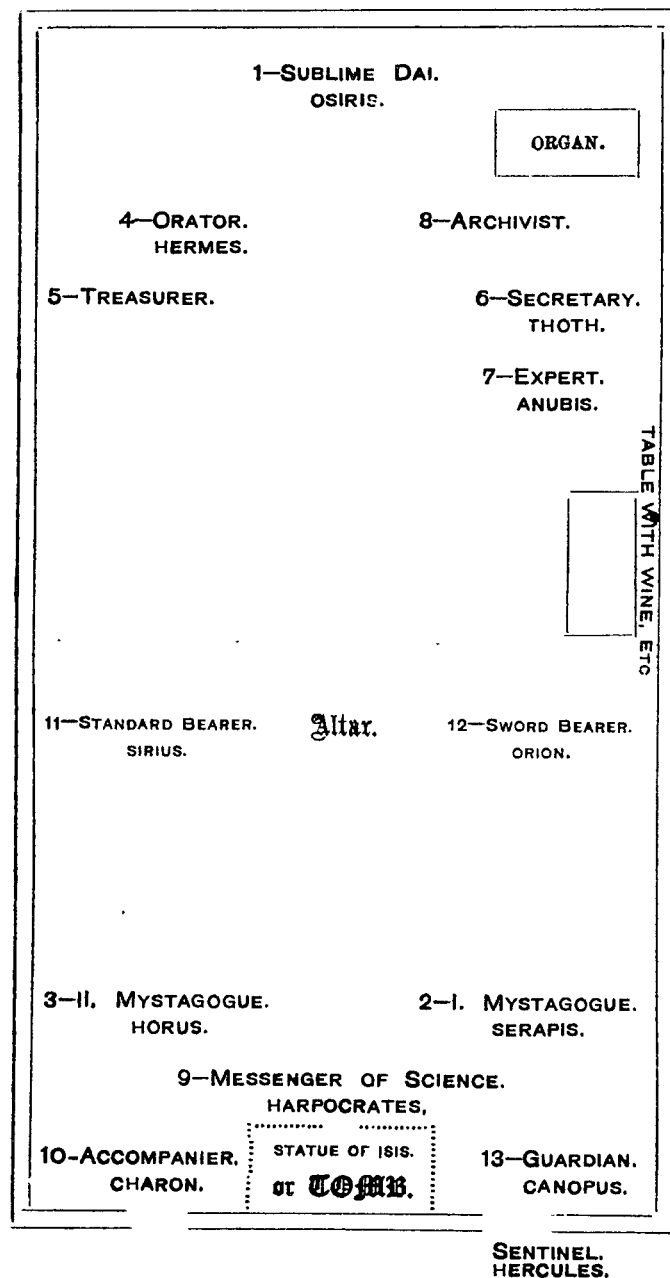 1—SUBLIME DAI.
OSIRIS.
ORGAN.
4—ORATOR.
HERMES.
8—ARCHIVIST.
5—TREASURER.
6—SECRETARY.
THOTH.
7—EXPERT.
ANUBIS.
TABLE WITH WINE, ETC
11—STANDARD BEARER.
SIRIUS.
Altar.
12—SWORD BEARER.
ORION.
3—II. MYSTAGOGUE.
HORUS.
2—I. MYSTAGOGUE.
SERAPIS.
9—MESSENGER OF SCIENCE.
HARPOCRATES,
10-ACCOMPANIER.
CHARON.
STATUE OF ISIS.
or TOMB.
13—GUARDIAN.
CANOPUS.
SENTINEL.
HERCULES.